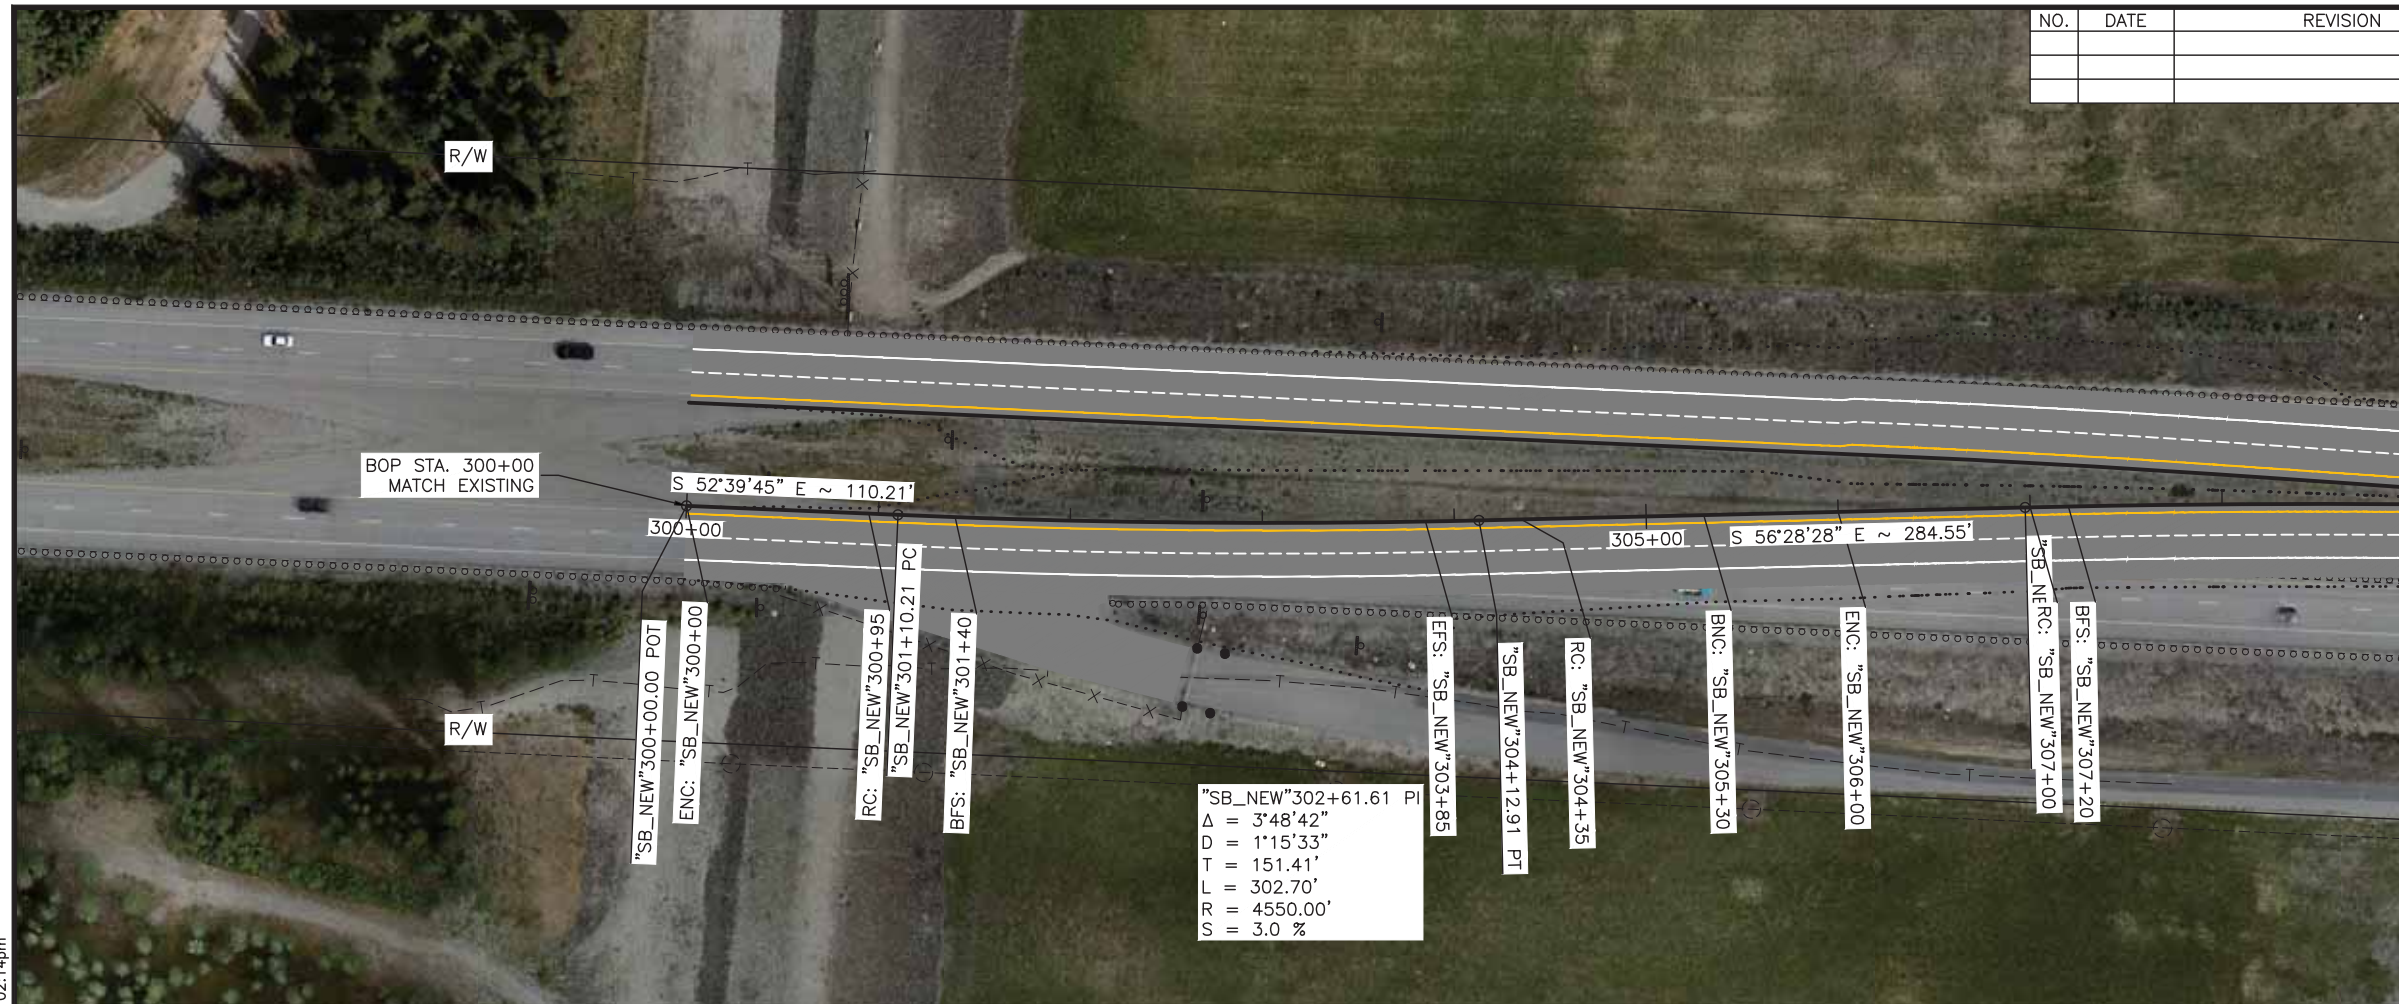 NO. DATE REVISION
R/W
BOP STA. 300+00
MATCH EXISTING
S 52°39'45" E ~ 110.21'
300+00
305+00
S 56°28'28" E ~ 284.55'
"SB_NEW"300+00.00 POT
ENC: "SB_NEW"300+00
RC: "SB_NEW"300+95
"SB_NEW"301+10.21 PC
BFS: "SB_NEW"301+40
EFS: "SB_NEW"303+85
"SB_NEW"304+12.91 PT
RC: "SB_NEW"304+35
BNC: "SB_NEW"305+30
ENC: "SB_NEW"306+00
"SB_NE
RC: "SB_NEW"307+00
BFS: "SB_NEW"307+20
R/W
"SB_NEW"302+61.61 PI
Δ = 3°48'42"
D = 1°15'33"
T = 151.41'
L = 302.70'
R = 4550.00'
S = 3.0 %